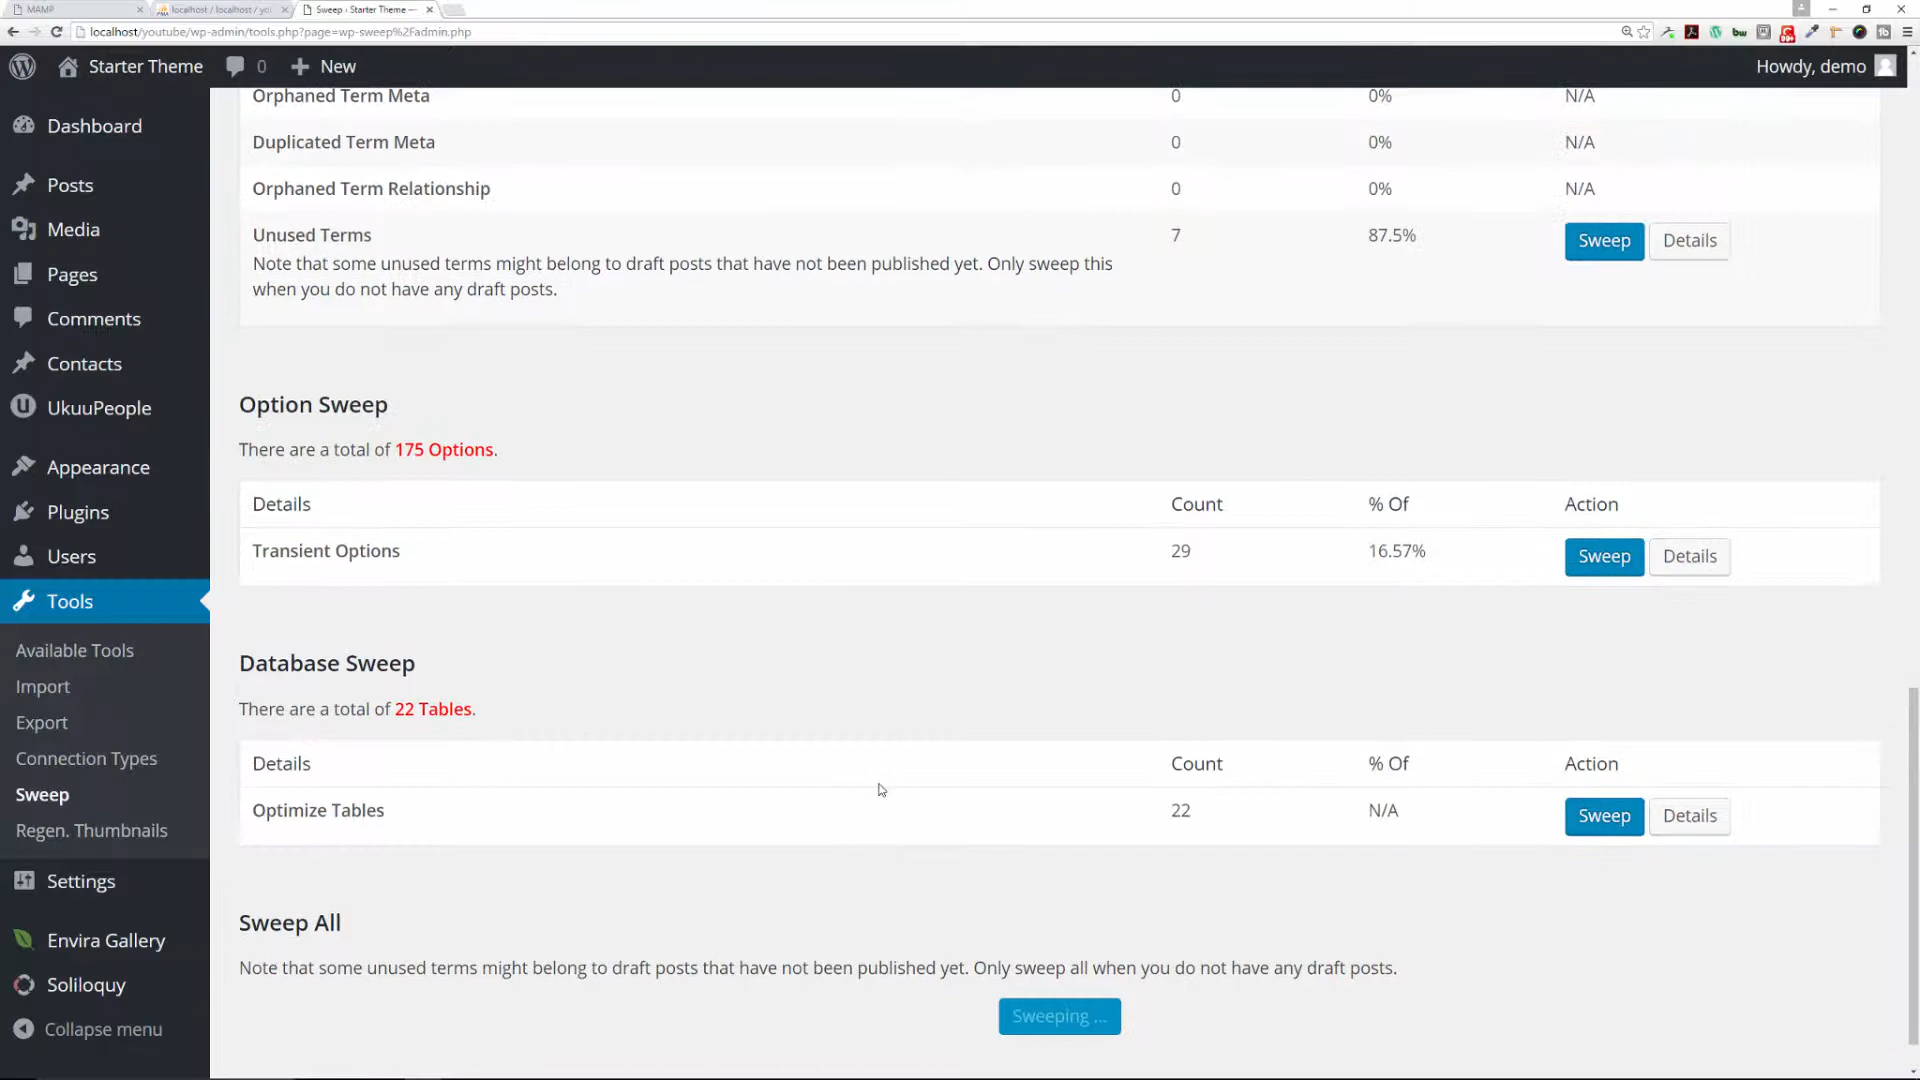 MAMP
localhost / localhost / yo
Sweep ‹ Starter Theme —
localhost/youtube/wp-admin/tools.php?page=wp-sweep%2Fadmin.php
Starter Theme
0
New
Howdy, demo
Dashboard
Posts
Media
Pages
Comments
Contacts
UkuuPeople
Appearance
Plugins
Users
Tools
Available Tools
Import
Export
Connection Types
Sweep
Regen. Thumbnails
Settings
Envira Gallery
Soliloquy
Collapse menu
Orphaned Term Meta 0 0% N/A
Duplicated Term Meta 0 0% N/A
Orphaned Term Relationship 0 0% N/A
Unused Terms 7 87.5% Sweep Details
Note that some unused terms might belong to draft posts that have not been published yet. Only sweep this
when you do not have any draft posts.
Option Sweep
There are a total of 175 Options.
Details Count % Of Action
Transient Options 29 16.57% Sweep Details
Database Sweep
There are a total of 22 Tables.
Details Count % Of Action
Optimize Tables 22 N/A Sweep Details
Sweep All
Note that some unused terms might belong to draft posts that have not been published yet. Only sweep all when you do not have any draft posts.
Sweeping ...